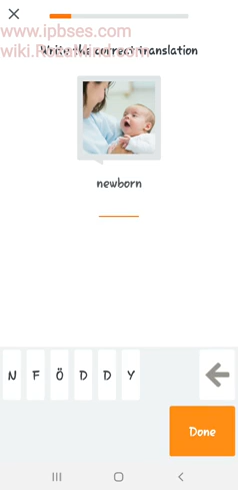 www.ipbses.com
Write the correct translation
newborn
N F Ö D D Y
Done